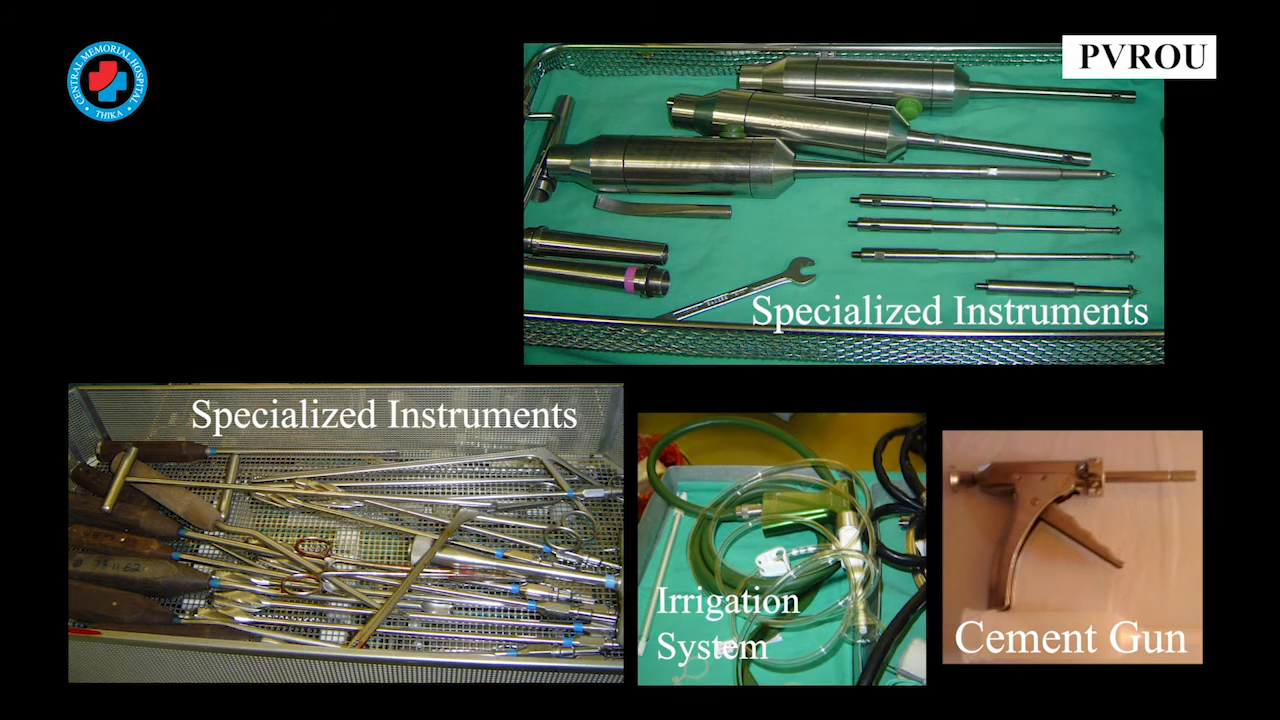 CENTRAL MEMORIAL HOSPITAL
THIKA
PVROU
Specialized Instruments
Specialized Instruments
Irrigation
System
Cement Gun